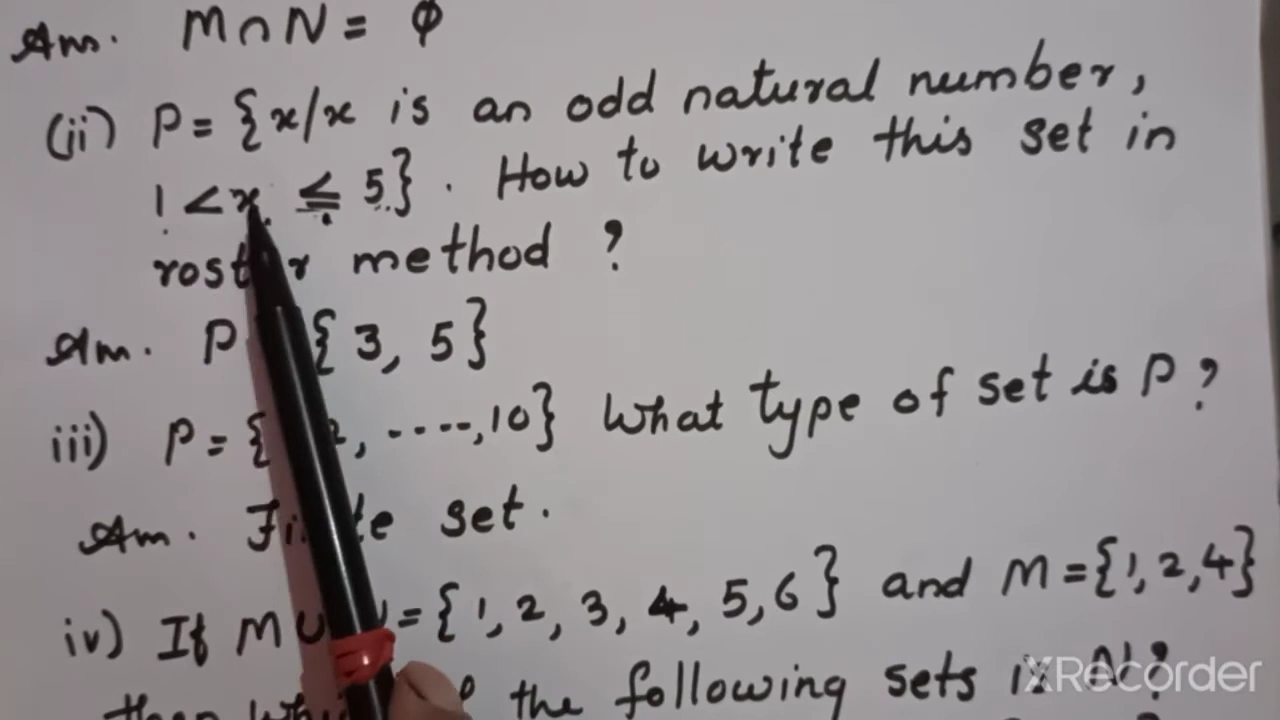 Ans. M∩N = φ
(ii) P = {x/x is an odd natural number,
1 < x ≤ 5}. How to write this set in
method ?
Ans. P {3, 5}
iii) P = { 2, ----,10} What type of set is P?
Ans. set.
iv) If M = {1, 2, 3, 4, 5, 6} and M = {1, 2, 4}
the following sets is N?
XRecorder